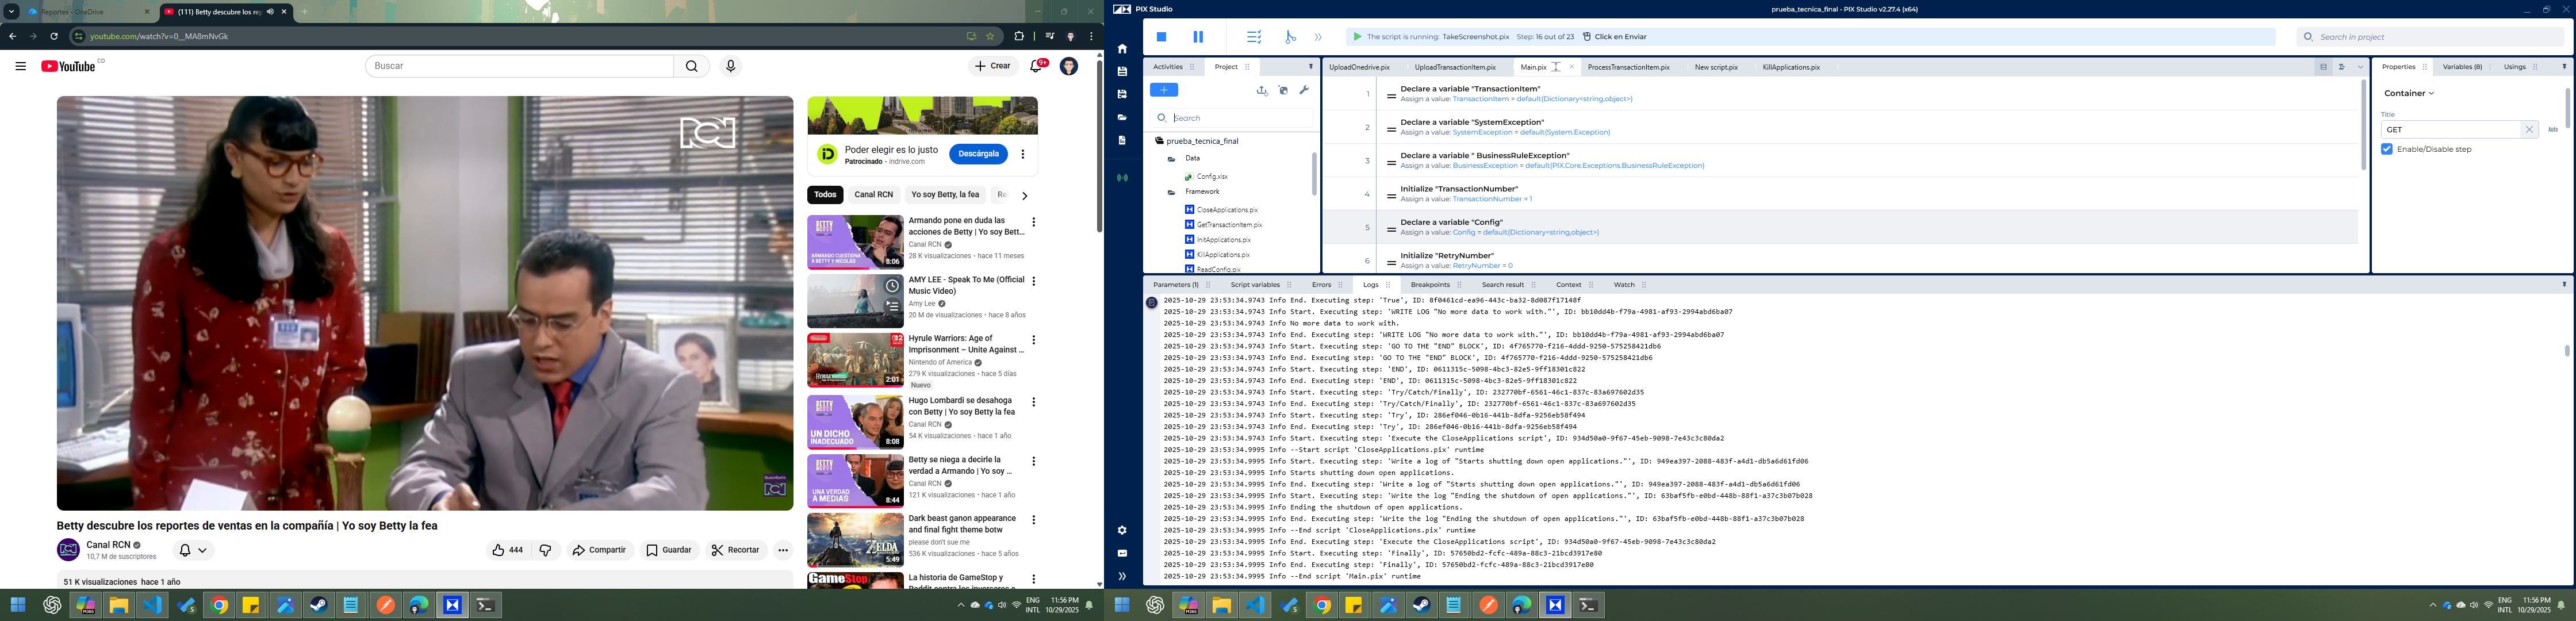 Reportes - OneDrive
(111) Betty descubre los re
youtube.com/watch?v=0__MA8mNvGk
YouTube
CO
Buscar
Crear
9+
RCN
Betty descubre los reportes de ventas en la compañía | Yo soy Betty la fea
Canal RCN
10,7 M de suscriptores
444
Compartir
Guardar
Recortar
51 K visualizaciones hace 1 año
Poder elegir es lo justo
Patrocinado · indrive.com
Descárgala
Todos
Canal RCN
Yo soy Betty, la fea
Armando pone en duda las
acciones de Betty | Yo soy Bett...
Canal RCN
28 K visualizaciones · hace 11 meses
ARMANDO CUESTIONA
A BETTY Y NICOLÁS
8:06
AMY LEE - Speak To Me (Official
Music Video)
Amy Lee
20 M de visualizaciones · hace 8 años
Hyrule Warriors: Age of
Imprisonment – Unite Against ...
Nintendo of America
279 K visualizaciones · hace 5 días
Nuevo
2:01
Hugo Lombardi se desahoga
con Betty | Yo soy Betty la fea
Canal RCN
54 K visualizaciones · hace 1 año
UN DICHO
INADECUADO
8:08
Betty se niega a decirle la
verdad a Armando | Yo soy ...
Canal RCN
121 K visualizaciones · hace 1 año
UNA VERDAD
A MEDIAS
8:44
Dark beast ganon appearance
and final fight theme botw
please don't sue me
536 K visualizaciones · hace 5 años
ZELDA
5:49
La historia de GameStop y
GameStop
ENG
INTL
11:56 PM
10/29/2025
PIX Studio
prueba_tecnica_final - PIX Studio v2.27.4 (x64)
The script is running: TakeScreenshot.pix Step: 16 out of 23 Click en Enviar
Search in project
Activities
Project
Search
prueba_tecnica_final
Data
Config.xlsx
Framework
CloseApplications.pix
GetTransactionItem.pix
InitApplications.pix
KillApplications.pix
ReadConfig.pix
UploadOnedrive.pix
UploadTransactionItem.pix
Main.pix
ProcessTransactionItem.pix
New script.pix
KillApplications.pix
1
Declare a variable "TransactionItem"
Assign a value: TransactionItem = default(Dictionary<string,object>)
2
Declare a variable "SystemException"
Assign a value: SystemException = default(System.Exception)
3
Declare a variable " BusinessRuleException"
Assign a value: BusinessException = default(PIX.Core.Exceptions.BusinessRuleException)
4
Initialize "TransactionNumber"
Assign a value: TransactionNumber = 1
5
Declare a variable "Config"
Assign a value: Config = default(Dictionary<string,object>)
6
Initialize "RetryNumber"
Assign a value: RetryNumber = 0
Properties
Variables (8)
Usings
Container
Title
GET
Auto
Enable/Disable step
Parameters (1)
Script variables
Errors
Logs
Breakpoints
Search result
Context
Watch
2025-10-29 23:53:34.9743 Info End. Executing step: 'True', ID: 8f0461cd-ea96-443c-ba32-8d087f17148f
2025-10-29 23:53:34.9743 Info Start. Executing step: 'WRITE LOG "No more data to work with."', ID: bb10dd4b-f79a-4981-af93-2994abd6ba07
2025-10-29 23:53:34.9743 Info No more data to work with.
2025-10-29 23:53:34.9743 Info End. Executing step: 'WRITE LOG "No more data to work with."', ID: bb10dd4b-f79a-4981-af93-2994abd6ba07
2025-10-29 23:53:34.9743 Info Start. Executing step: 'GO TO THE "END" BLOCK', ID: 4f765770-f216-4ddd-9250-575258421db6
2025-10-29 23:53:34.9743 Info End. Executing step: 'GO TO THE "END" BLOCK', ID: 4f765770-f216-4ddd-9250-575258421db6
2025-10-29 23:53:34.9743 Info Start. Executing step: 'END', ID: 0611315c-5098-4bc3-82e5-9ff18301c822
2025-10-29 23:53:34.9743 Info End. Executing step: 'END', ID: 0611315c-5098-4bc3-82e5-9ff18301c822
2025-10-29 23:53:34.9743 Info Start. Executing step: 'Try/Catch/Finally', ID: 232770bf-6561-46c1-837c-83a697602d35
2025-10-29 23:53:34.9743 Info End. Executing step: 'Try/Catch/Finally', ID: 232770bf-6561-46c1-837c-83a697602d35
2025-10-29 23:53:34.9743 Info Start. Executing step: 'Try', ID: 286ef046-0b16-441b-8dfa-9256eb58f494
2025-10-29 23:53:34.9743 Info End. Executing step: 'Try', ID: 286ef046-0b16-441b-8dfa-9256eb58f494
2025-10-29 23:53:34.9743 Info Start. Executing step: 'Execute the CloseApplications script', ID: 934d50a0-9f67-45eb-9098-7e43c3c80da2
2025-10-29 23:53:34.9995 Info --Start script 'CloseApplications.pix' runtime
2025-10-29 23:53:34.9995 Info Start. Executing step: 'Write a log of "Starts shutting down open applications."', ID: 949ea397-2088-483f-a4d1-db5a6d61fd06
2025-10-29 23:53:34.9995 Info Starts shutting down open applications.
2025-10-29 23:53:34.9995 Info End. Executing step: 'Write a log of "Starts shutting down open applications."', ID: 949ea397-2088-483f-a4d1-db5a6d61fd06
2025-10-29 23:53:34.9995 Info Start. Executing step: 'Write the log "Ending the shutdown of open applications."', ID: 63baf5fb-e0bd-448b-88f1-a37c3b07b028
2025-10-29 23:53:34.9995 Info Ending the shutdown of open applications.
2025-10-29 23:53:34.9995 Info End. Executing step: 'Write the log "Ending the shutdown of open applications."', ID: 63baf5fb-e0bd-448b-88f1-a37c3b07b028
2025-10-29 23:53:34.9995 Info --End script 'CloseApplications.pix' runtime
2025-10-29 23:53:34.9995 Info End. Executing step: 'Execute the CloseApplications script', ID: 934d50a0-9f67-45eb-9098-7e43c3c80da2
2025-10-29 23:53:34.9995 Info Start. Executing step: 'Finally', ID: 57650bd2-fcfc-489a-88c3-21bcd3917e80
2025-10-29 23:53:34.9995 Info End. Executing step: 'Finally', ID: 57650bd2-fcfc-489a-88c3-21bcd3917e80
2025-10-29 23:53:34.9995 Info --End script 'Main.pix' runtime
ENG
INTL
11:56 PM
10/29/2025